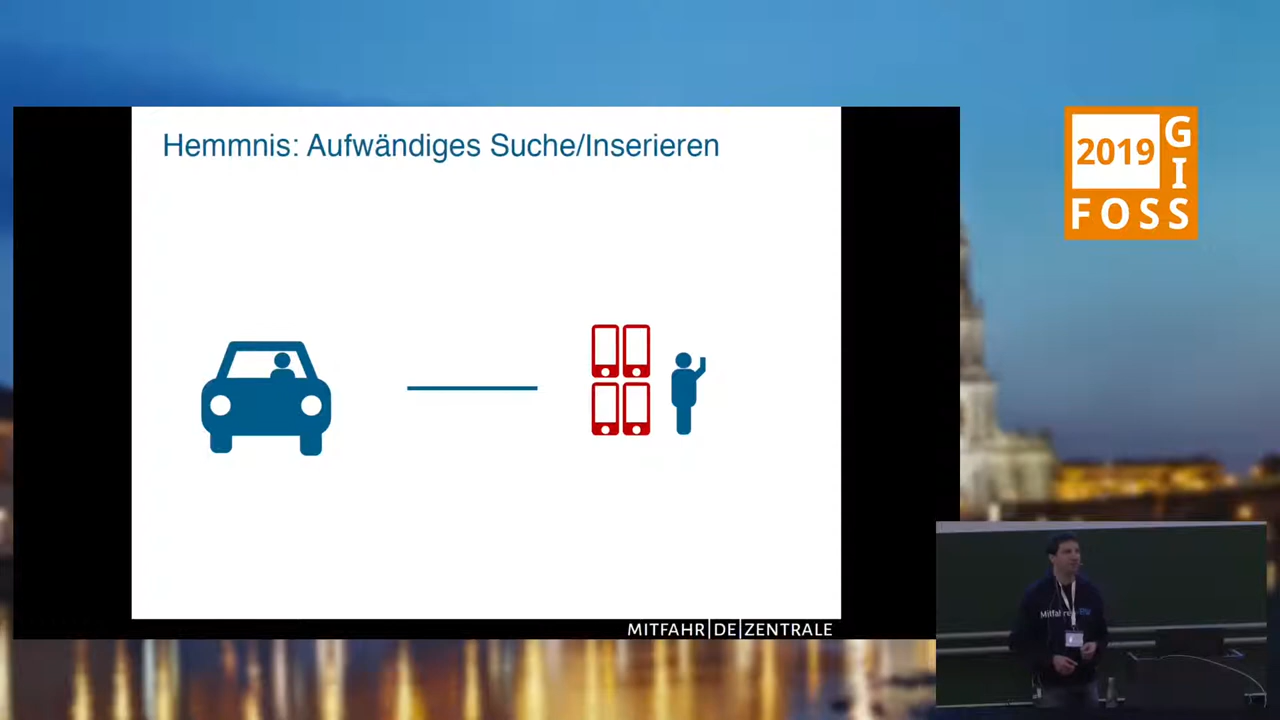 Hemmnis: Aufwändiges Suche/Inserieren
MITFAHR|DE|ZENTRALE
2019
G
I
FOSS